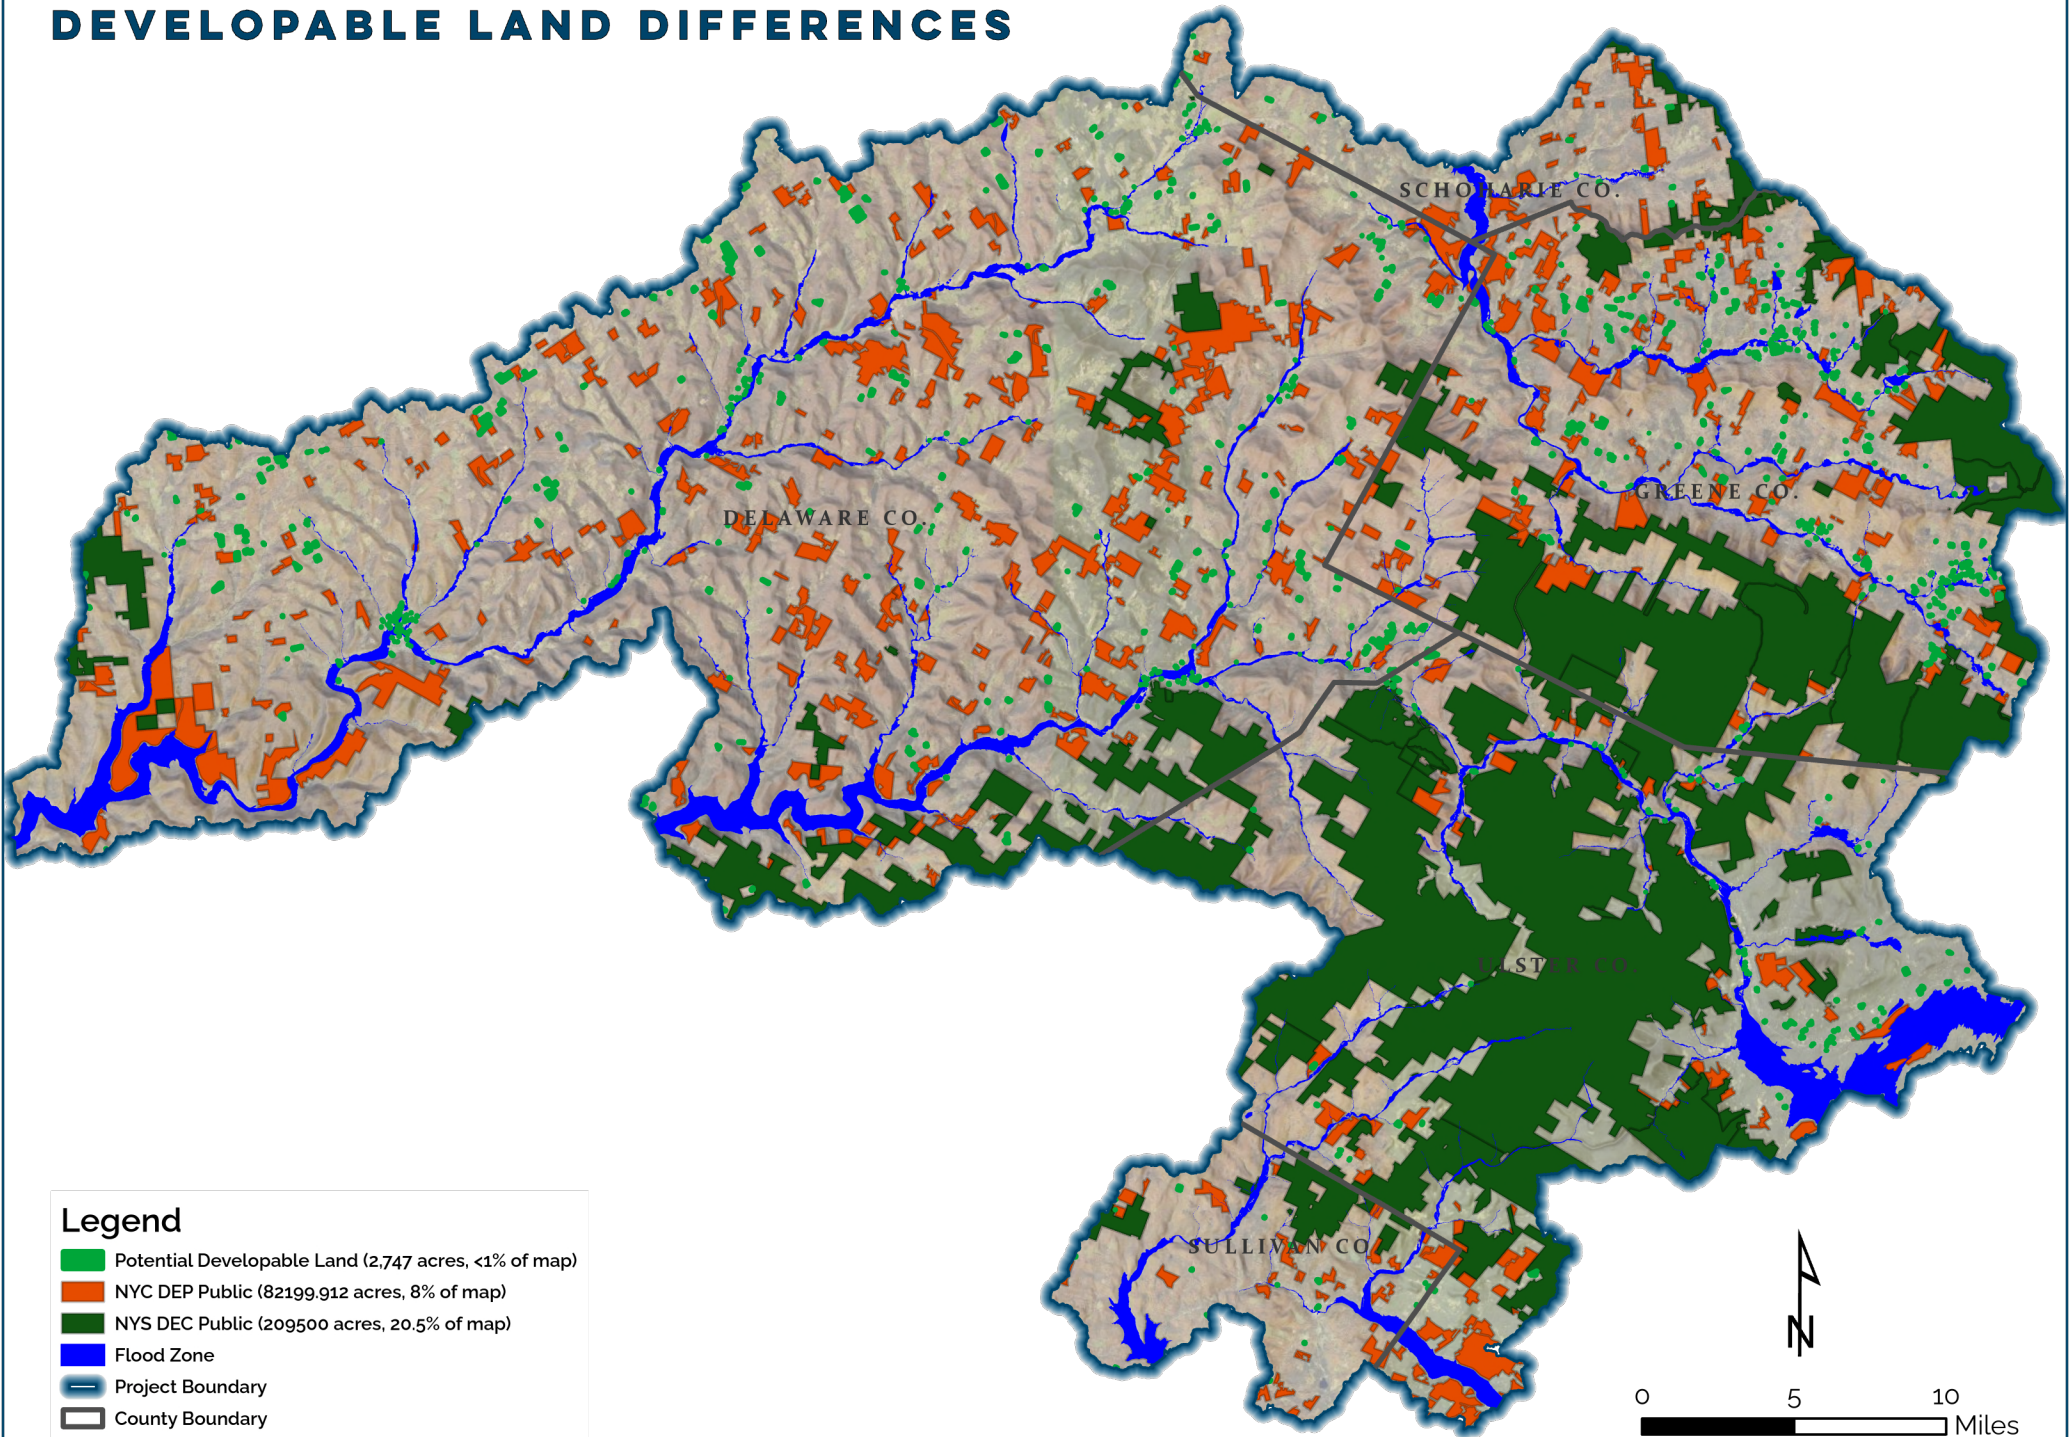 DEVELOPABLE LAND DIFFERENCES
SCHOHARIE CO.
GREENE CO.
DELAWARE CO.
ULSTER CO.
SULLIVAN CO
Legend
Potential Developable Land (2,747 acres, <1% of map)
NYC DEP Public (82199.912 acres, 8% of map)
NYS DEC Public (209500 acres, 20.5% of map)
Flood Zone
Project Boundary
County Boundary
N
0 5 10
Miles